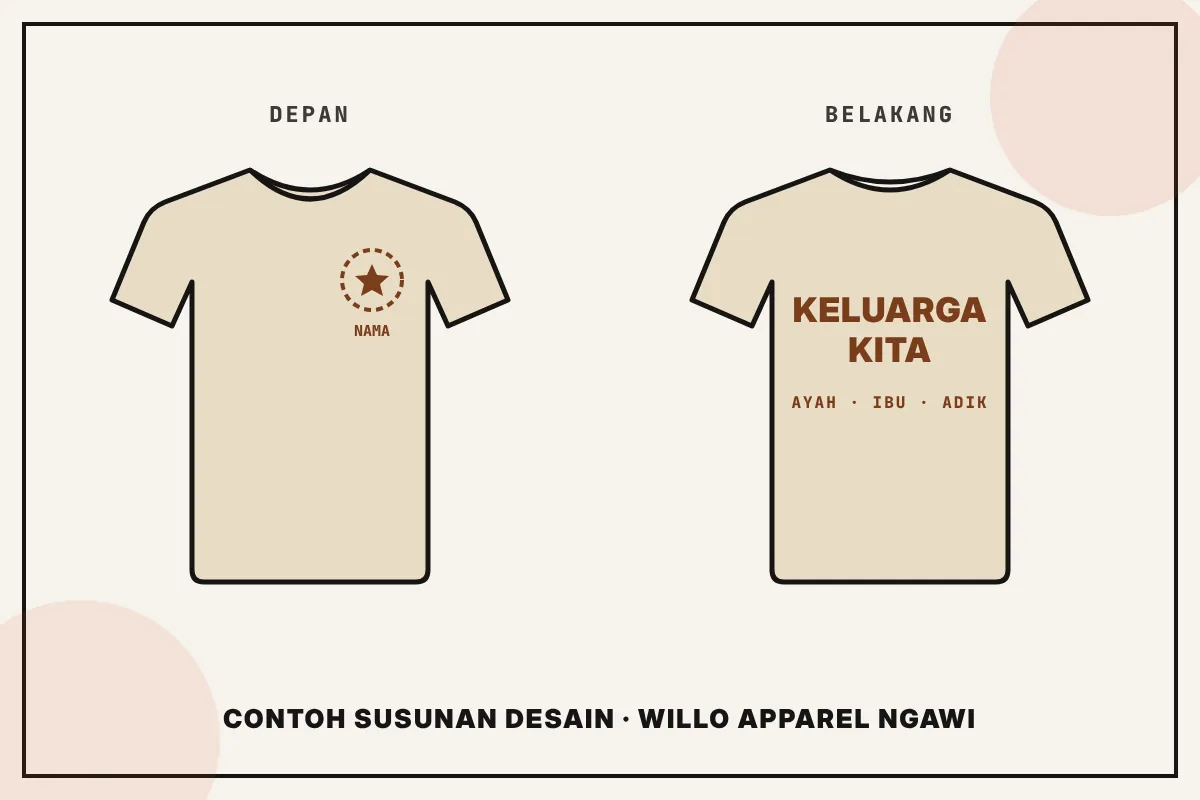 DEPAN
NAMA
BELAKANG
KELUARGA
KITA
AYAH · IBU · ADIK
CONTOH SUSUNAN DESAIN · WILLO APPAREL NGAWI